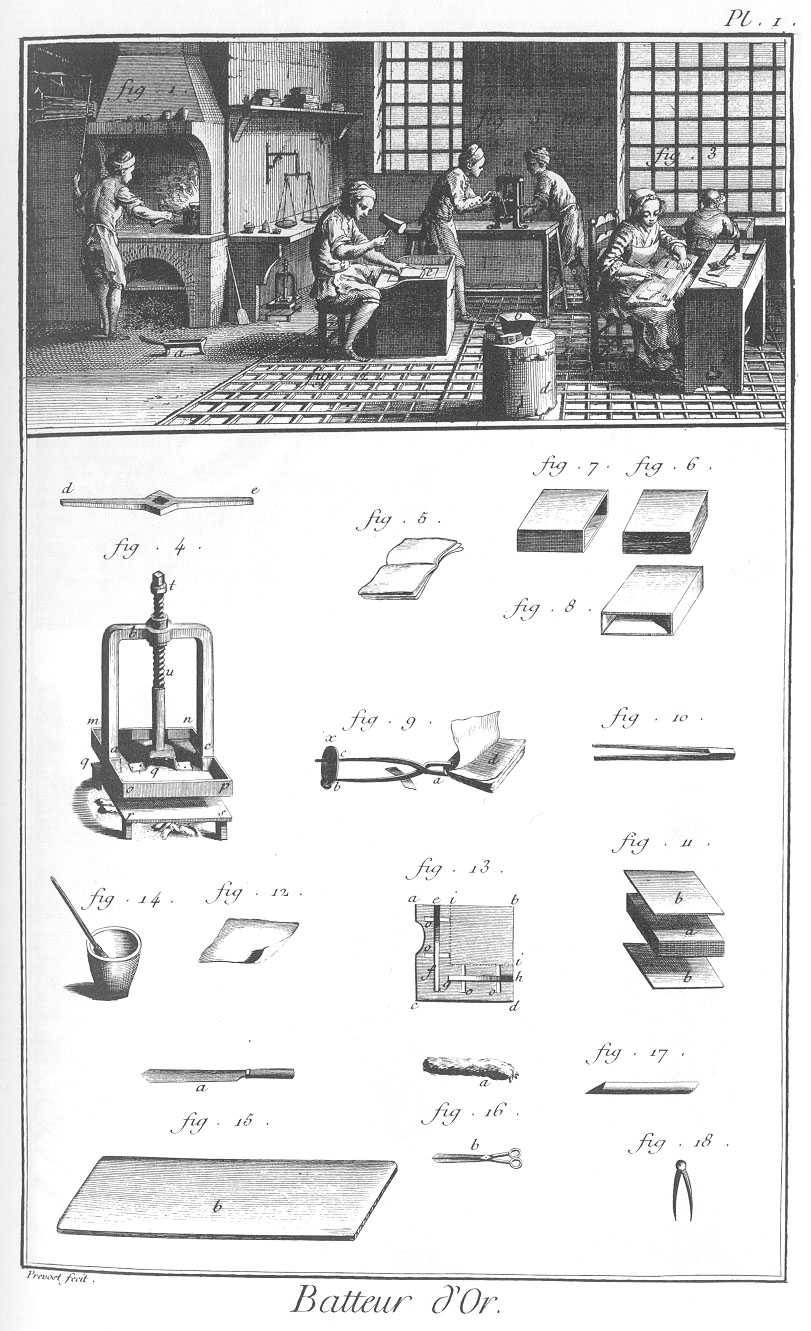 Pl. 1.
fig. 1.
fig. 3
a
e
b
c
d
d e
fig. 7. fig. 6.
fig. 5.
fig. 4.
t
fig. 8.
u
m n
fig. 9. fig. 10.
x
c
a c
q q
d
a
b
o p
r s
fig. 11.
fig. 13.
fig. 14. fig. 12.
a e i b
b
o
a
o
i
f
g h
b
o o
c d
fig. 17.
a
a
fig. 16.
fig. 15.
b
fig. 18.
b
Prevost fecit.
Batteur d'Or.